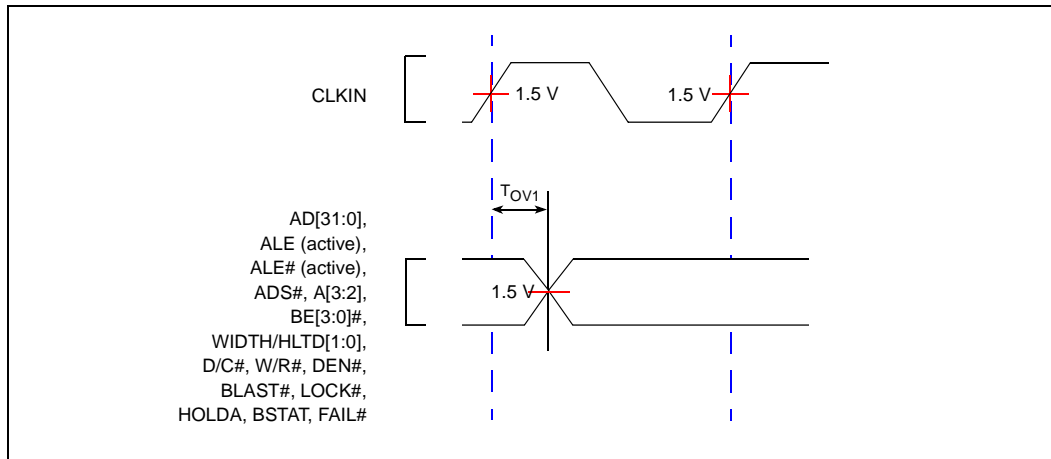 CLKIN
1.5 V
1.5 V
TOV1
AD[31:0],
ALE (active),
ALE# (active),
ADS#, A[3:2],
BE[3:0]#,
WIDTH/HLTD[1:0],
D/C#, W/R#, DEN#,
BLAST#, LOCK#,
HOLDA, BSTAT, FAIL#
1.5 V